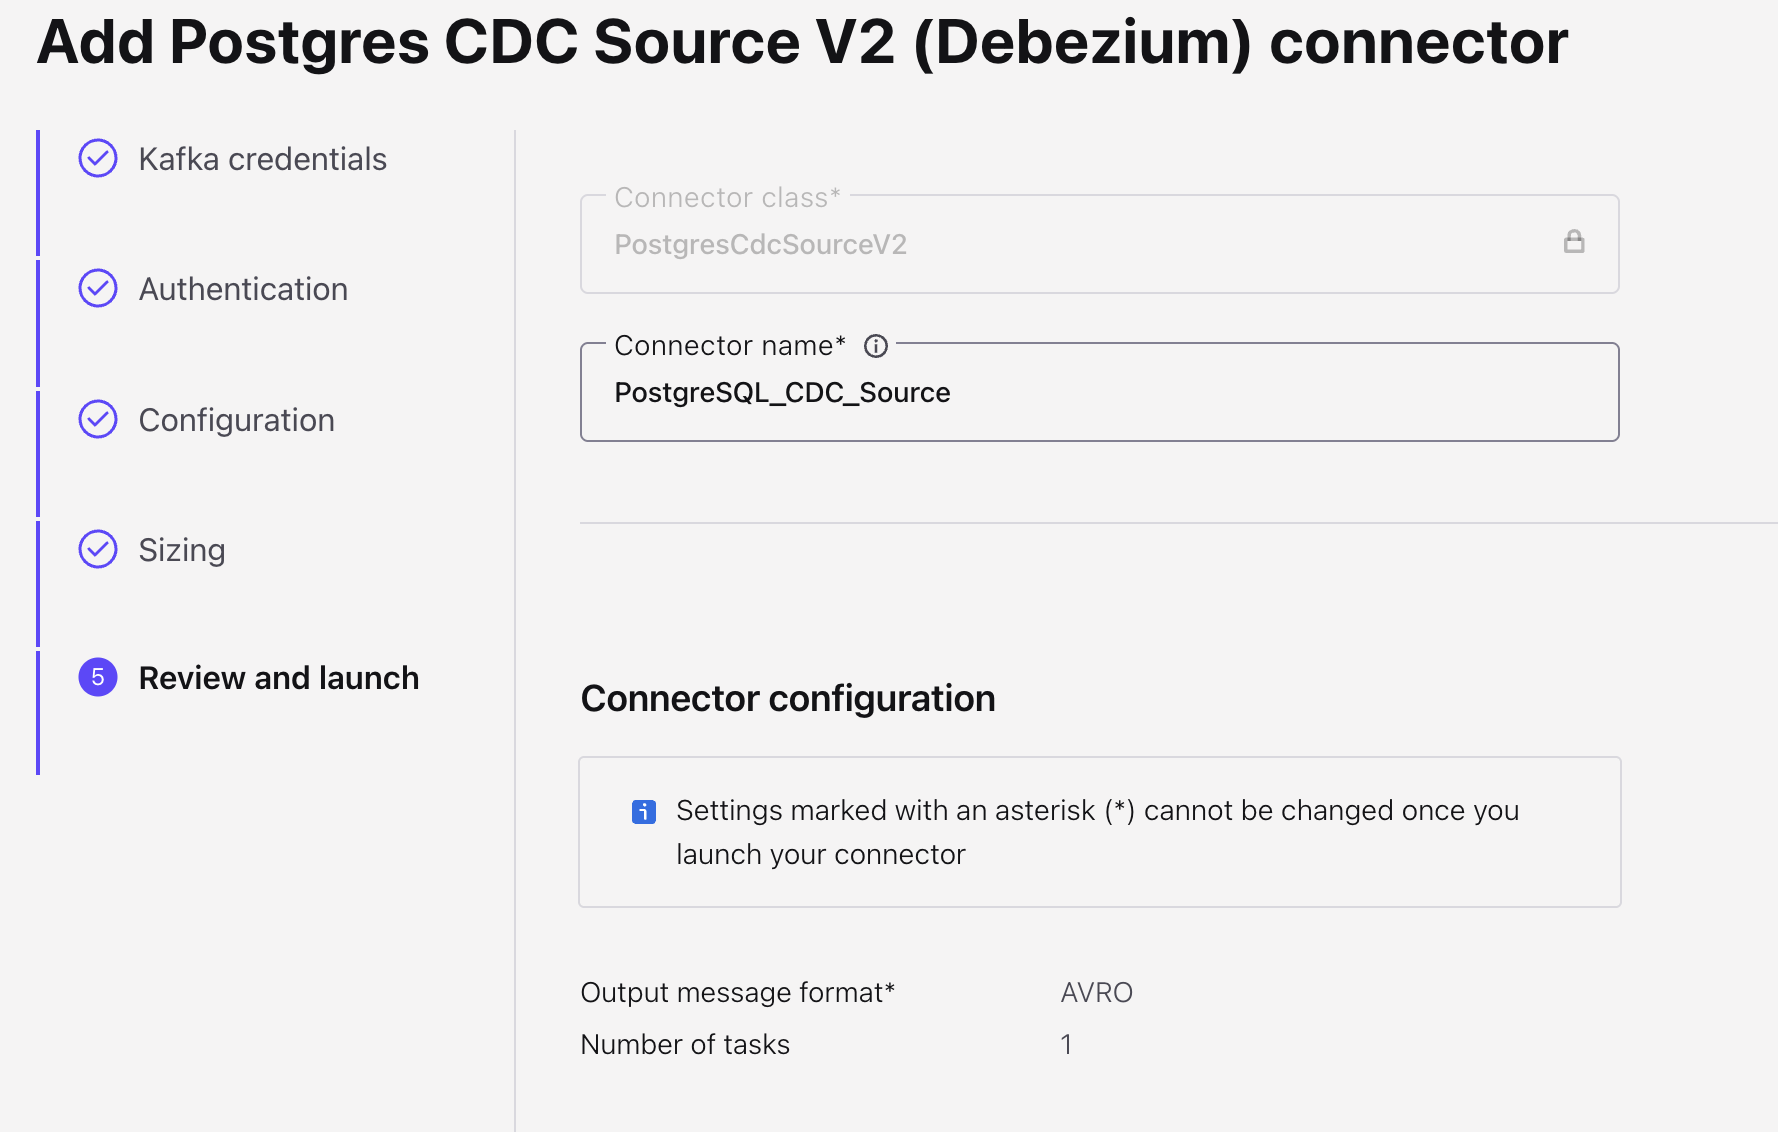 Add Postgres CDC Source V2 (Debezium) connector
Kafka credentials
Authentication
Configuration
Sizing
5 Review and launch
Connector class*
PostgresCdcSourceV2
Connector name*
PostgreSQL_CDC_Source
Connector configuration
Settings marked with an asterisk (*) cannot be changed once you
launch your connector
Output message format* AVRO
Number of tasks 1